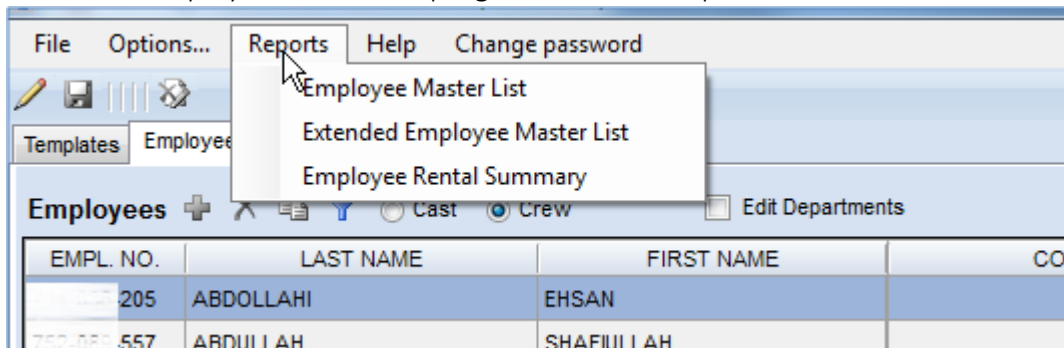 File Options... Reports Help Change password
Employee Master List
Extended Employee Master List
Employee Rental Summary
Templates Employee
Employees Cast Crew Edit Departments
EMPL. NO. LAST NAME FIRST NAME CO
-205 ABDOLLAHI EHSAN
557 ABDULLAH SHAFIULLAH